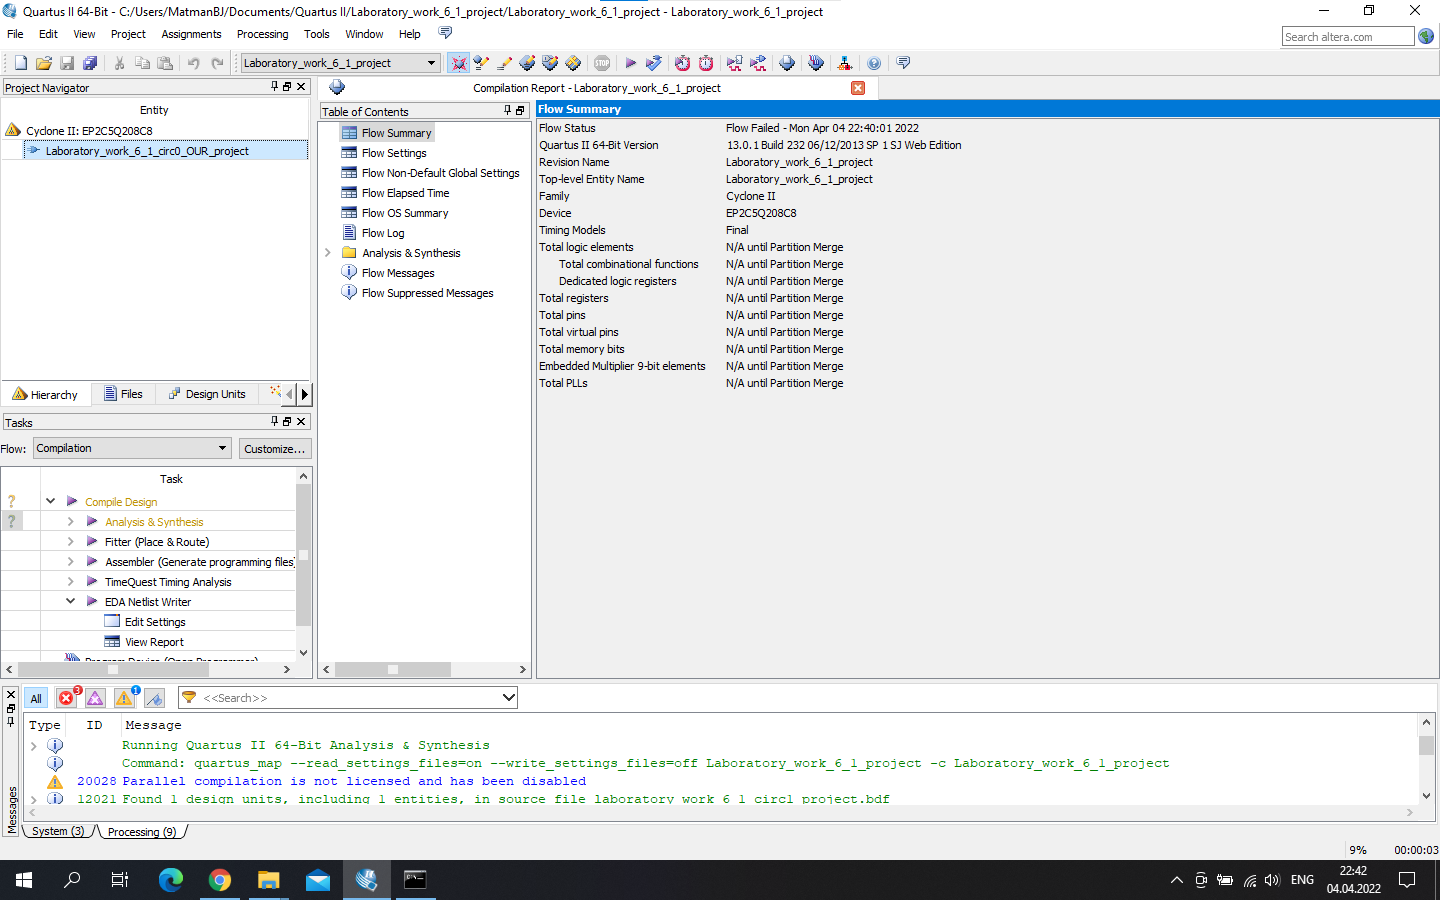 Quartus II 64-Bit - C:/Users/MatmanBJ/Documents/Quartus II/Laboratory_work_6_1_project/Laboratory_work_6_1_project - Laboratory_work_6_1_project
File Edit View Project Assignments Processing Tools Window Help
Search altera.com
Laboratory_work_6_1_project
Project Navigator
Entity
Cyclone II: EP2C5Q208C8
Laboratory_work_6_1_circ0_OUR_project
Hierarchy Files Design Units
Tasks
Flow: Compilation Customize...
Task
Compile Design
Analysis & Synthesis
Fitter (Place & Route)
Assembler (Generate programming files)
TimeQuest Timing Analysis
EDA Netlist Writer
Edit Settings
View Report
Program Device (Open Programmer)
Compilation Report - Laboratory_work_6_1_project
Table of Contents
Flow Summary
Flow Settings
Flow Non-Default Global Settings
Flow Elapsed Time
Flow OS Summary
Flow Log
Analysis & Synthesis
Flow Messages
Flow Suppressed Messages
Flow Summary
Flow Status Flow Failed - Mon Apr 04 22:40:01 2022
Quartus II 64-Bit Version 13.0.1 Build 232 06/12/2013 SP 1 SJ Web Edition
Revision Name Laboratory_work_6_1_project
Top-level Entity Name Laboratory_work_6_1_project
Family Cyclone II
Device EP2C5Q208C8
Timing Models Final
Total logic elements N/A until Partition Merge
Total combinational functions N/A until Partition Merge
Dedicated logic registers N/A until Partition Merge
Total registers N/A until Partition Merge
Total pins N/A until Partition Merge
Total virtual pins N/A until Partition Merge
Total memory bits N/A until Partition Merge
Embedded Multiplier 9-bit elements N/A until Partition Merge
Total PLLs N/A until Partition Merge
All 3 1 <<Search>>
Type ID Message
Running Quartus II 64-Bit Analysis & Synthesis
Command: quartus_map --read_settings_files=on --write_settings_files=off Laboratory_work_6_1_project -c Laboratory_work_6_1_project
20028 Parallel compilation is not licensed and has been disabled
12021 Found 1 design units, including 1 entities, in source file laboratory_work_6_1_circ1_project.bdf
Messages
System (3) Processing (9)
9% 00:00:03
ENG
22:42
04.04.2022